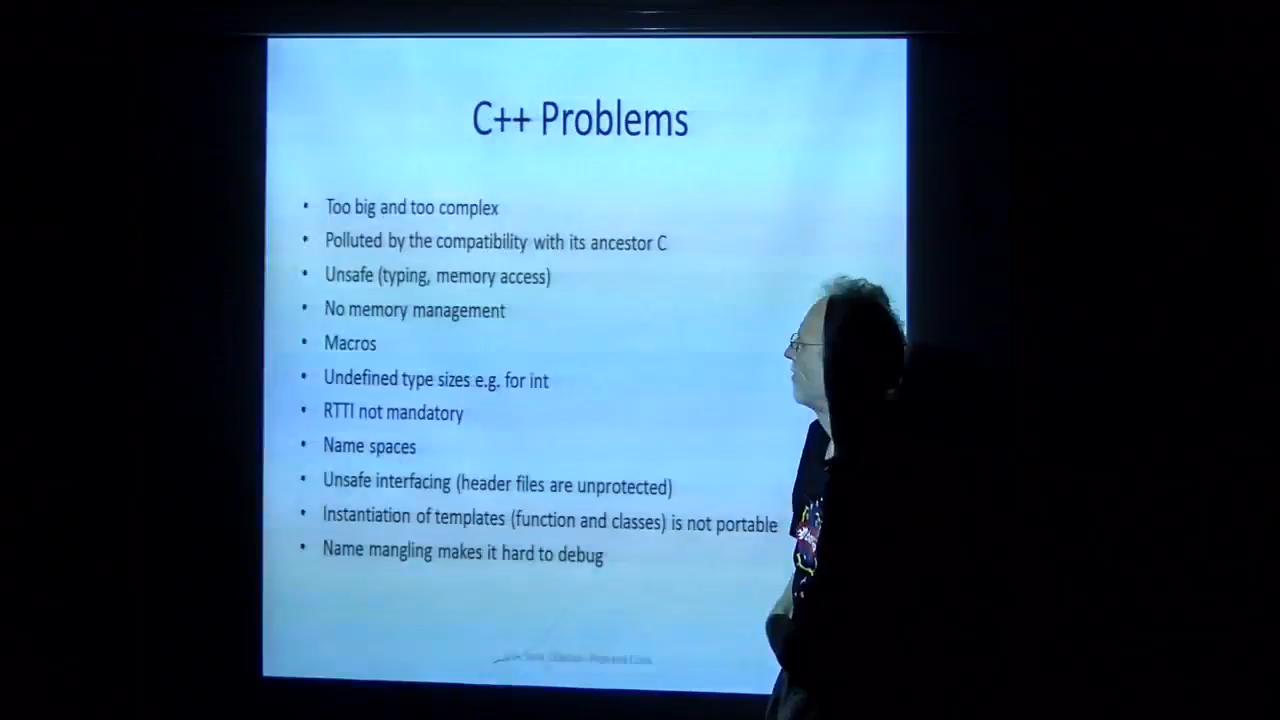 C++ Problems
• Too big and too complex
• Polluted by the compatibility with its ancestor C
• Unsafe (typing, memory access)
• No memory management
• Macros
• Undefined type sizes e.g. for int
• RTTI not mandatory
• Name spaces
• Unsafe interfacing (header files are unprotected)
• Instantiation of templates (function and classes) is not portable
• Name mangling makes it hard to debug